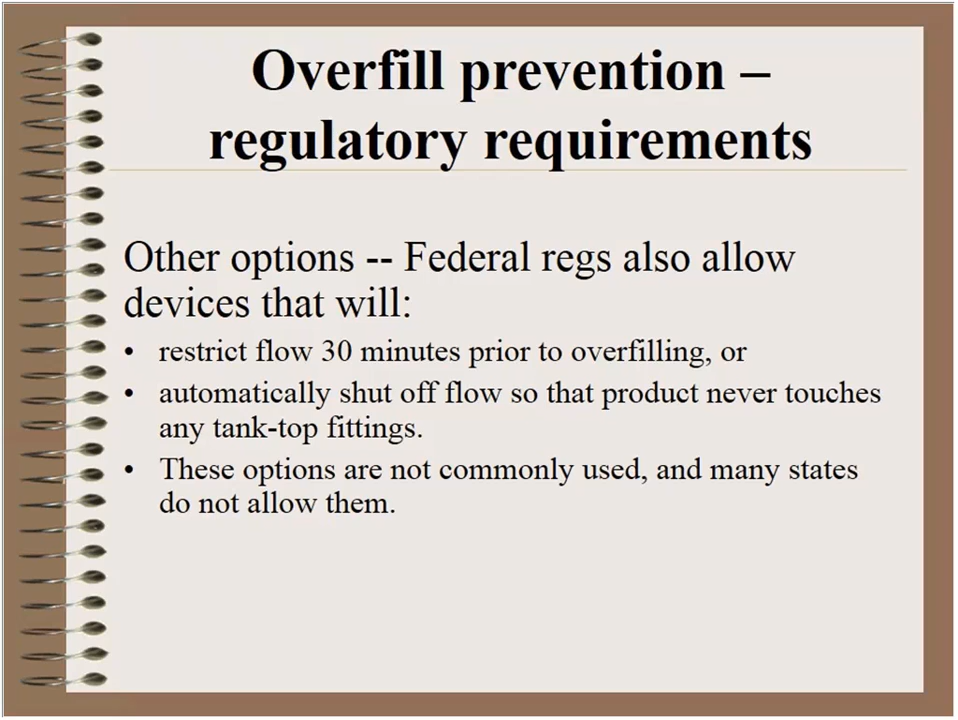 Overfill prevention –
regulatory requirements
Other options -- Federal regs also allow
devices that will:
• restrict flow 30 minutes prior to overfilling, or
• automatically shut off flow so that product never touches
any tank-top fittings.
• These options are not commonly used, and many states
do not allow them.